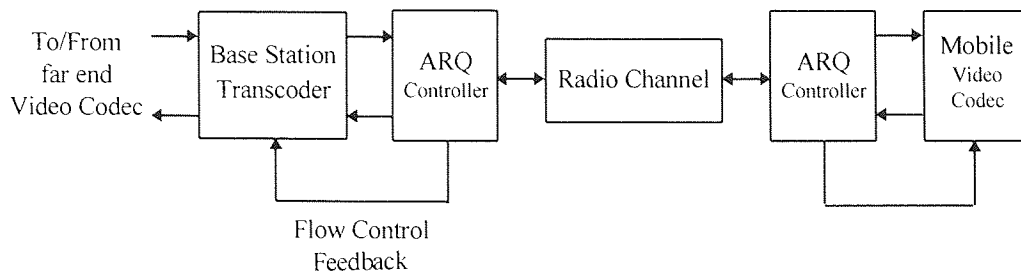 To/From
far end
Video Codec
Base Station
Transcoder
ARQ
Controller
Radio Channel
ARQ
Controller
Mobile
Video
Codec
Flow Control
Feedback